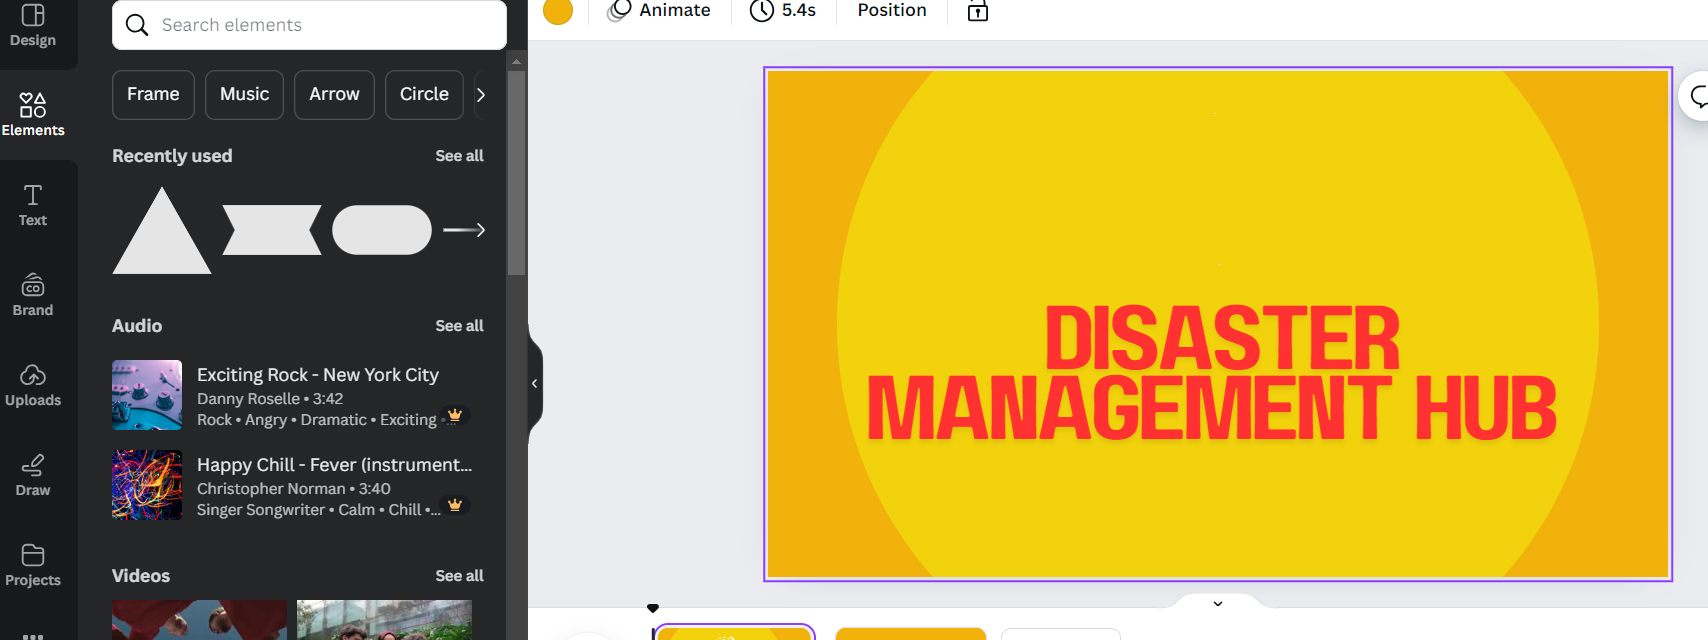 Design
Elements
Text
Brand
CO
Uploads
Draw
Projects
Search elements
Frame
Music
Arrow
Circle
Recently used
See all
Audio
See all
Exciting Rock - New York City
Danny Roselle • 3:42
Rock • Angry • Dramatic • Exciting •...
Happy Chill - Fever (instrument...
Christopher Norman • 3:40
Singer Songwriter • Calm • Chill •...
Videos
See all
Animate
5.4s
Position
DISASTER
MANAGEMENT HUB